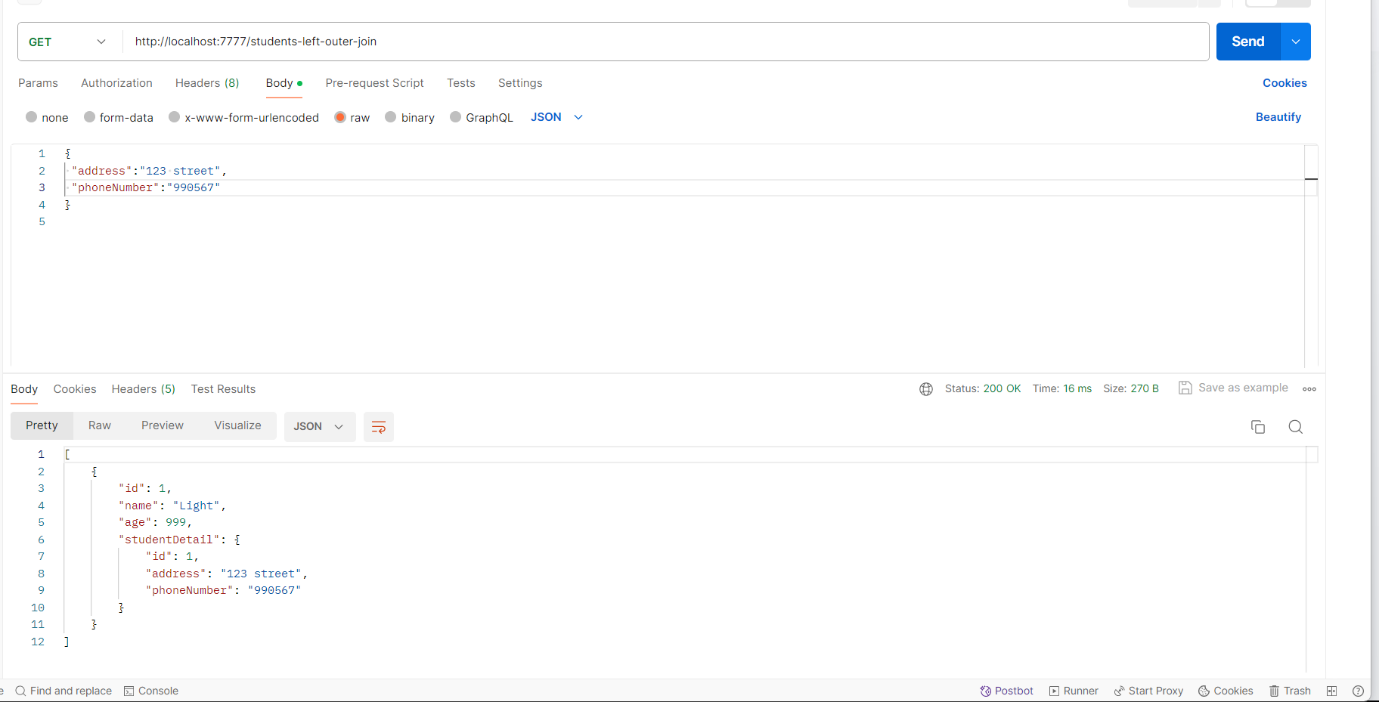 GET http://localhost:7777/students-left-outer-join Send
Params Authorization Headers (8) Body Pre-request Script Tests Settings Cookies
none form-data x-www-form-urlencoded raw binary GraphQL JSON Beautify
1 {
2 "address":"123 street",
3 "phoneNumber":"990567"
4 }
5
Body Cookies Headers (5) Test Results Status: 200 OK Time: 16 ms Size: 270 B Save as example
Pretty Raw Preview Visualize JSON
1 [
2 {
3 "id": 1,
4 "name": "Light",
5 "age": 999,
6 "studentDetail": {
7 "id": 1,
8 "address": "123 street",
9 "phoneNumber": "990567"
10 }
11 }
12 ]
Find and replace Console Postbot Runner Start Proxy Cookies Trash